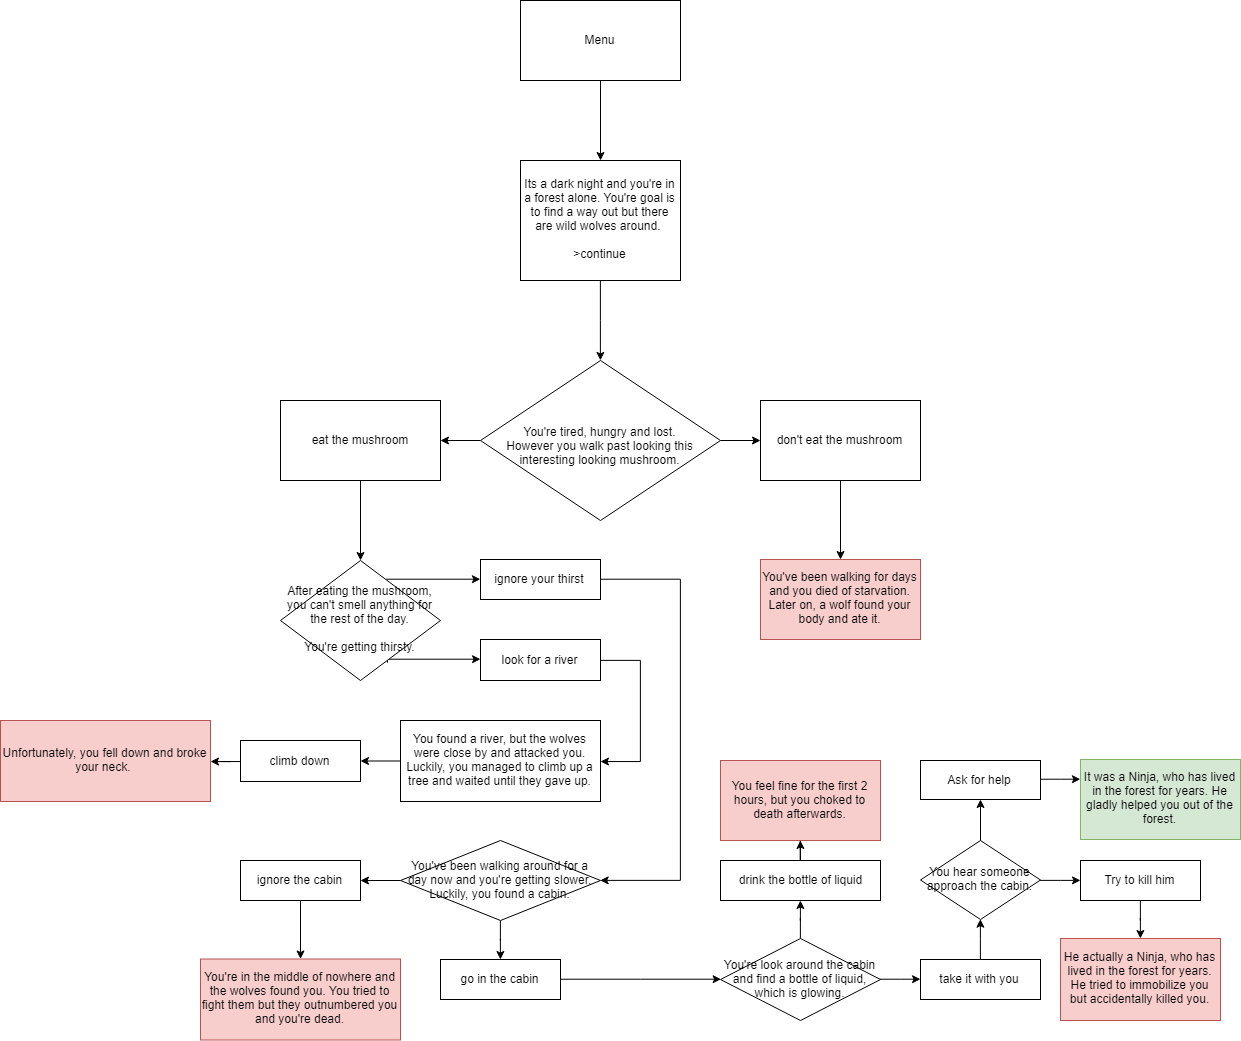 Menu
Its a dark night and you're in
a forest alone. You're goal is
to find a way out but there
are wild wolves around.
>continue
eat the mushroom
You're tired, hungry and lost.
However you walk past looking this
interesting looking mushroom.
don't eat the mushroom
After eating the mushroom,
you can't smell anything for
the rest of the day.
You're getting thirsty.
ignore your thirst
look for a river
You've been walking for days
and you died of starvation.
Later on, a wolf found your
body and ate it.
Unfortunately, you fell down and broke
your neck.
climb down
You found a river, but the wolves
were close by and attacked you.
Luckily, you managed to climb up a
tree and waited until they gave up.
ignore the cabin
You've been walking around for a
day now and you're getting slower.
Luckily, you found a cabin.
You're in the middle of nowhere and
the wolves found you. You tried to
fight them but they outnumbered you
and you're dead.
go in the cabin
You feel fine for the first 2
hours, but you choked to
death afterwards.
drink the bottle of liquid
You're look around the cabin
and find a bottle of liquid,
which is glowing.
take it with you
You hear someone
approach the cabin.
Ask for help
It was a Ninja, who has lived
in the forest for years. He
gladly helped you out of the
forest.
Try to kill him
He actually a Ninja, who has
lived in the forest for years.
He tried to immobilize you
but accidentally killed you.